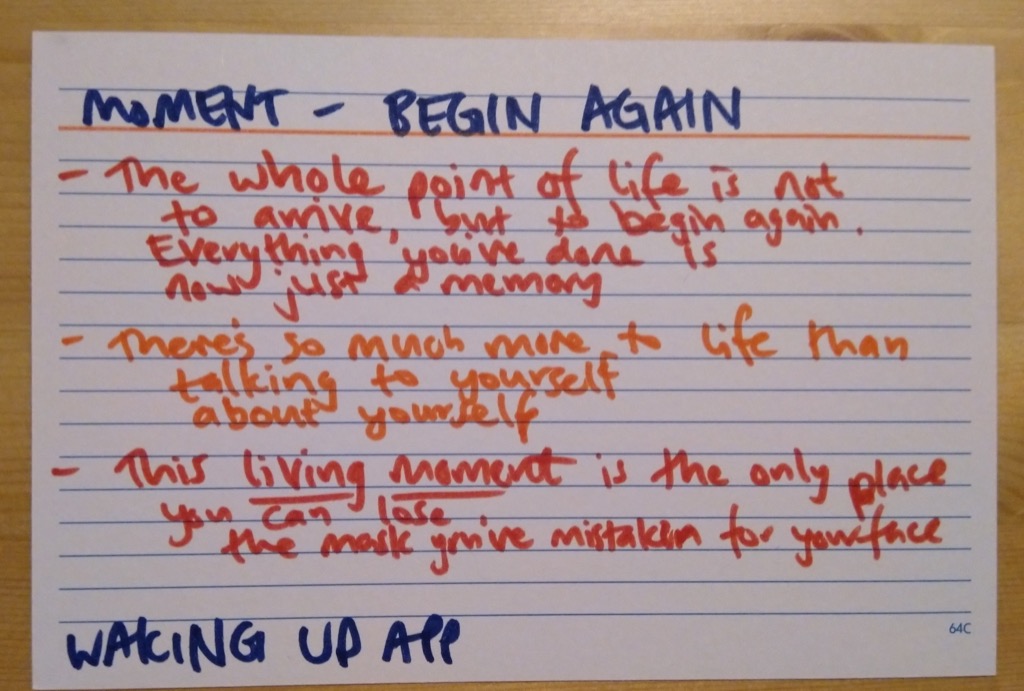 MOMENT - BEGIN AGAIN
- The whole point of life is not
to arrive, but to begin again.
Everything you've done is
now just a memory
- There's so much more to life than
talking to yourself
about yourself
- This living moment is the only place
you can lose
the mask you've mistaken for your face
64C
WAKING UP APP